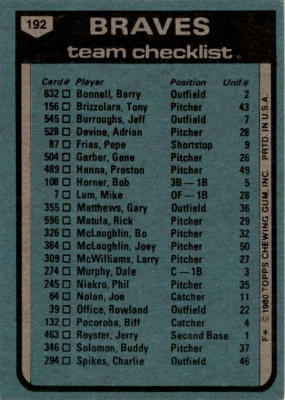 192
BRAVES
team checklist
Card# Player Position Unif#
632 □ Bonnell, Barry Outfield 2
156 □ Brizzolara, Tony Pitcher 43
545 □ Burroughs, Jeff Outfield 7
528 □ Devine, Adrian Pitcher 28
87 □ Frias, Pepe Shortstop 9
504 □ Garber, Gene Pitcher 26
489 □ Hanna, Preston Pitcher 49
108 □ Horner, Bob 3B—1B 5
7 □ Lum, Mike OF—1B 28
355 □ Matthews, Gary Outfield 36
596 □ Matula, Rick Pitcher 29
326 □ McLaughlin, Bo Pitcher 32
384 □ McLaughlin, Joey Pitcher 50
309 □ McWilliams, Larry Pitcher 27
274 □ Murphy, Dale C—1B 3
245 □ Niekro, Phil Pitcher 35
64 □ Nolan, Joe Catcher 11
39 □ Office, Rowland Outfield 22
132 □ Pocoroba, Biff Catcher 4
463 □ Royster, Jerry Second Base 1
346 □ Solomon, Buddy Pitcher 37
294 □ Spikes, Charlie Outfield 46
F* © 1980 TOPPS CHEWING GUM, INC. PRTD. IN U.S.A.